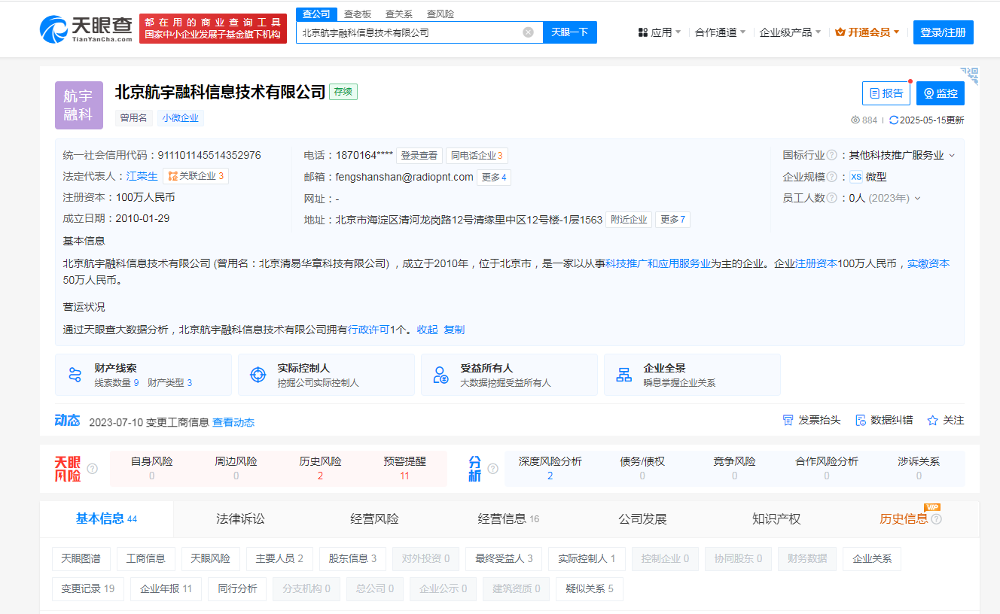 天眼查
TianYanCha.com
都在用的商业查询工具
国家中小企业发展子基金旗下机构
查公司 查老板 查关系 查风险
北京航宇融科信息技术有限公司 天眼一下
应用 合作通道 企业级产品 开通会员 登录/注册
航宇
融科
北京航宇融科信息技术有限公司 存续
曾用名 小微企业
报告 监控
884 2025-05-15更新
统一社会信用代码：911101145514352976
法定代表人：江荣生 关联企业 3
注册资本：100万人民币
成立日期：2010-01-29
电话：1870164**** 登录查看 同电话企业3
邮箱：fengshanshan@radiopnt.com 更多4
网址：-
地址：北京市海淀区清河龙岗路12号清缘里中区12号楼-1层1563 附近企业 更多7
国标行业 ? ：其他科技推广服务业
企业规模 ? ： XS 微型
员工人数 ? ：0人 (2023年)
基本信息
北京航宇融科信息技术有限公司 (曾用名：北京清易华章科技有限公司) ，成立于2010年，位于北京市，是一家以从事科技推广和应用服务业为主的企业。企业注册资本100万人民币，实缴资本
50万人民币。
营运状况
通过天眼查大数据分析，北京航宇融科信息技术有限公司拥有行政许可1个。 收起 复制
财产线索
线索数量 9 财产类型 3
实际控制人
挖掘公司实际控制人
受益所有人
大数据挖掘受益所有人
企业全景
瞬息掌握企业关系
动态 2023-07-10 变更工商信息 查看动态
发票抬头 数据纠错 关注
天眼
风险 ?
自身风险 周边风险 历史风险 预警提醒
0 0 2 11
分
析 ?
深度风险分析 债务/债权 竞争风险 合作风险分析 涉诉关系
2 0 0 0 0
基本信息 44 法律诉讼 经营风险 经营信息 16 公司发展 知识产权 历史信息 ? VIP
天眼图谱 工商信息 天眼风险 主要人员 2 股东信息 3 对外投资 0 最终受益人 3 实际控制人 1 控制企业 0 协同股东 0 财务数据 企业关系
变更记录 19 企业年报 11 同行分析 分支机构 0 总公司 0 企业公示 0 建筑资质 0 疑似关系 5